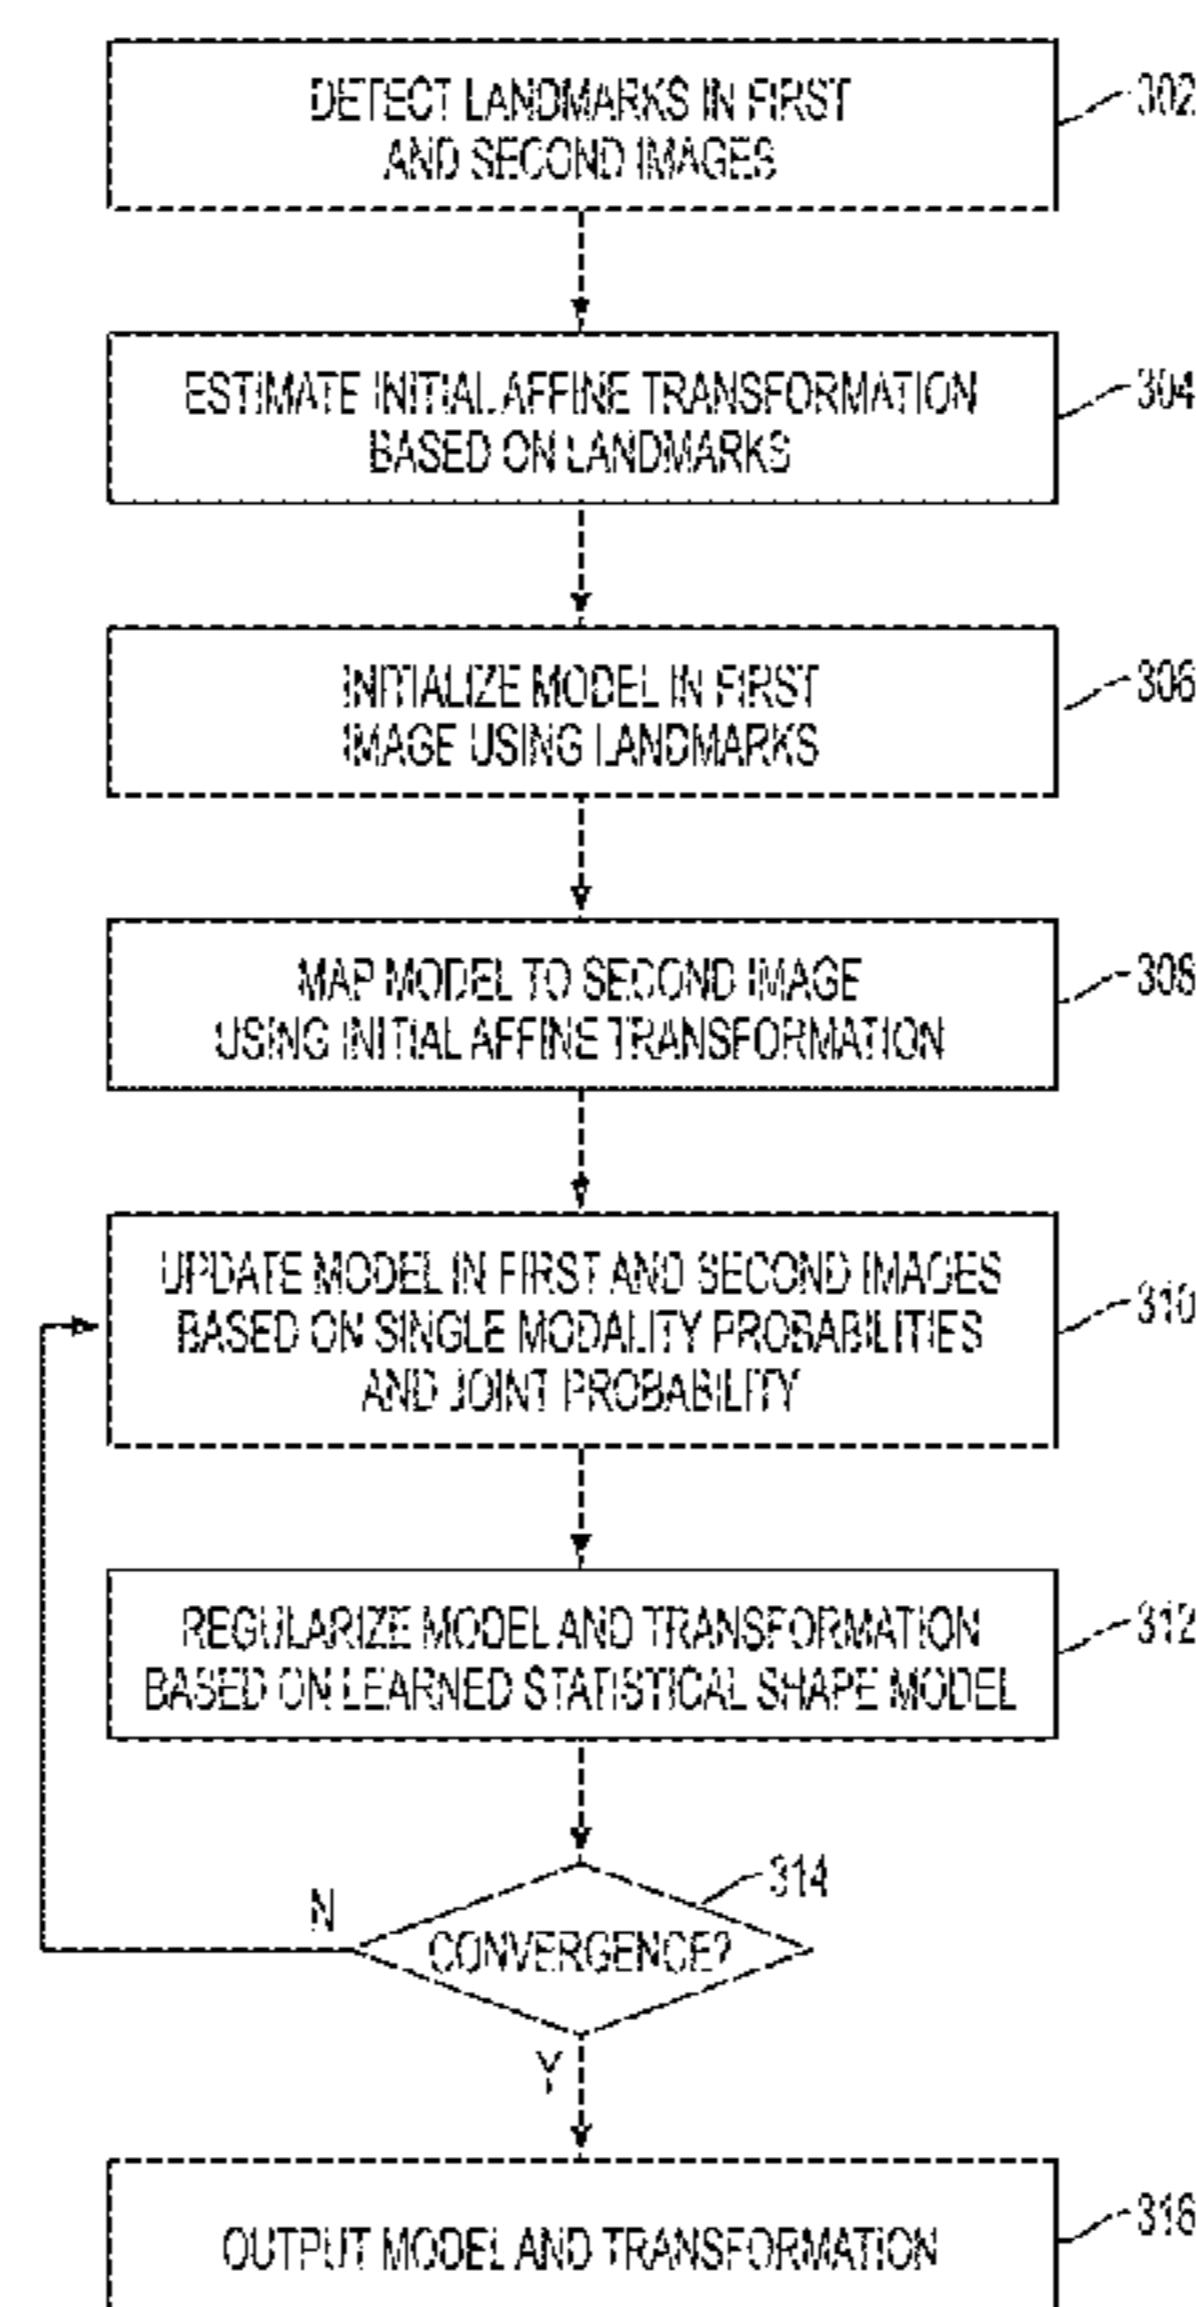 DETECT LANDMARKS IN FIRST
AND SECOND IMAGES
302
ESTIMATE INITIAL AFFINE TRANSFORMATION
BASED ON LANDMARKS
304
INITIALIZE MODEL IN FIRST
IMAGE USING LANDMARKS
306
MAP MODEL TO SECOND IMAGE
USING INITIAL AFFINE TRANSFORMATION
308
UPDATE MODEL IN FIRST AND SECOND IMAGES
BASED ON SINGLE MODALITY PROBABILITIES
AND JOINT PROBABILITY
310
REGULARIZE MODEL AND TRANSFORMATION
BASED ON LEARNED STATISTICAL SHAPE MODEL
312
314
N
CONVERGENCE?
Y
OUTPUT MODEL AND TRANSFORMATION
316